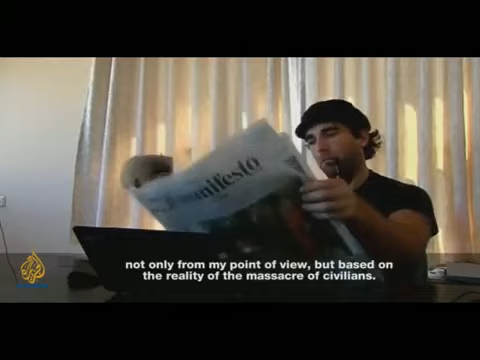 manifesto
not only from my point of view, but based on
the reality of the massacre of civilians.